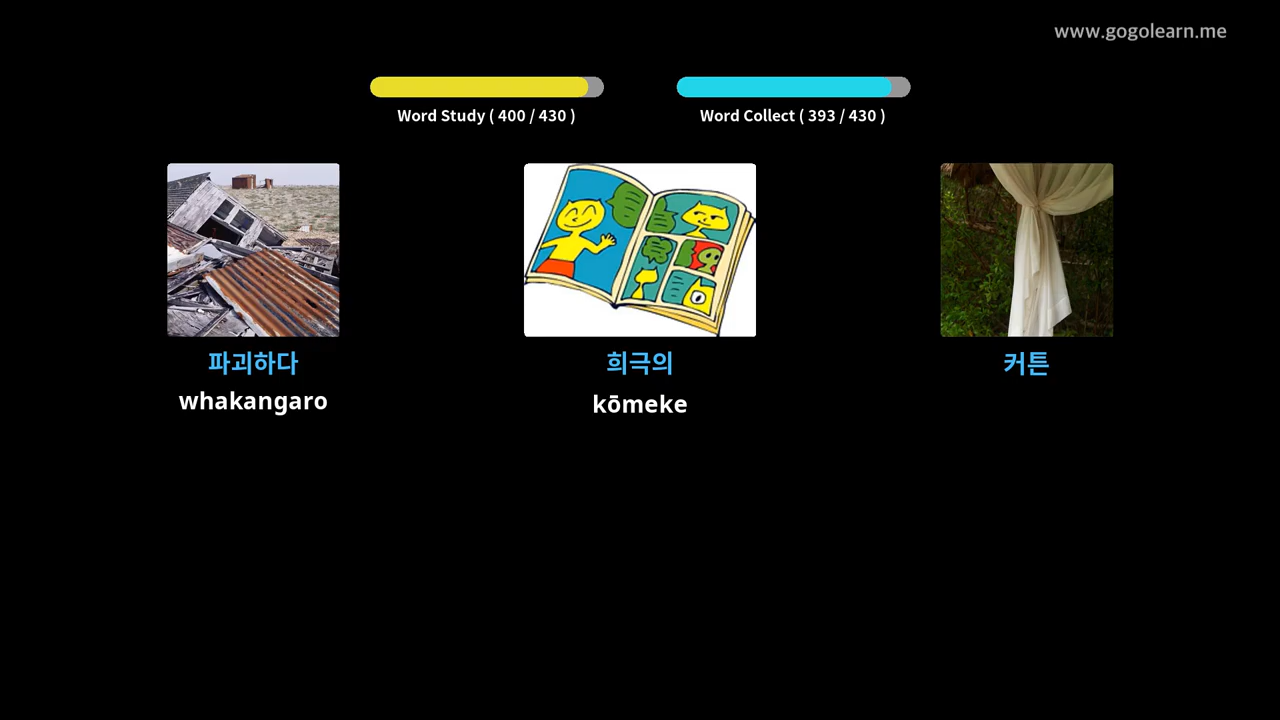 www.gogolearn.me
Word Study ( 400 / 430 )
Word Collect ( 393 / 430 )
파괴하다
희극의
커튼
whakangaro
kōmeke